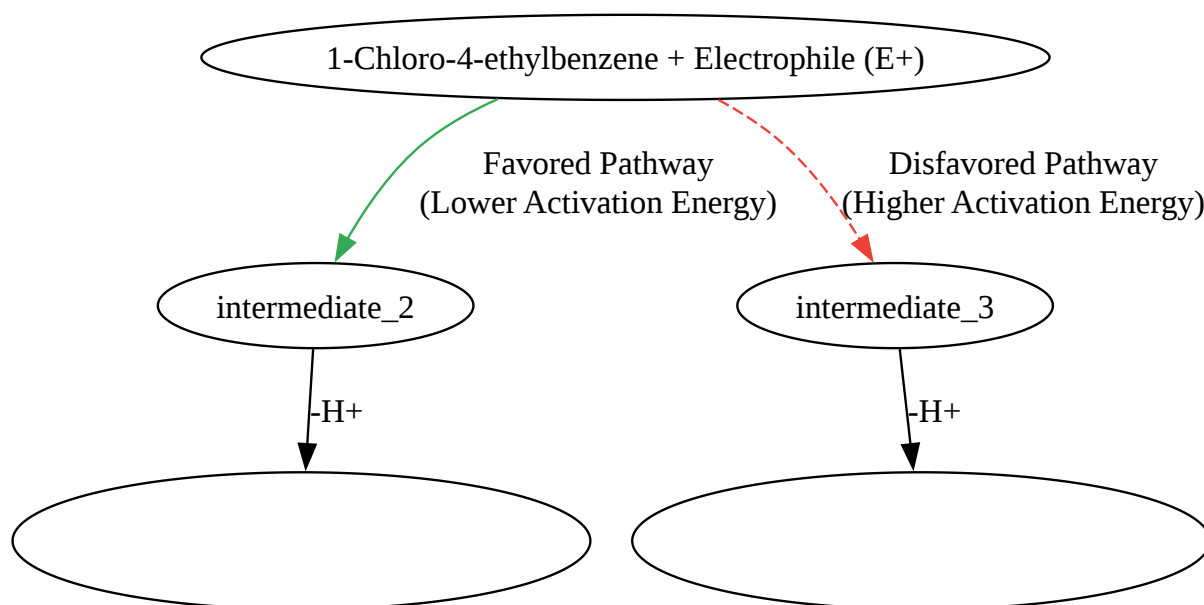 1-Chloro-4-ethylbenzene + Electrophile (E+)
Favored Pathway
(Lower Activation Energy)
Disfavored Pathway
(Higher Activation Energy)
intermediate_2
intermediate_3
-H+
-H+